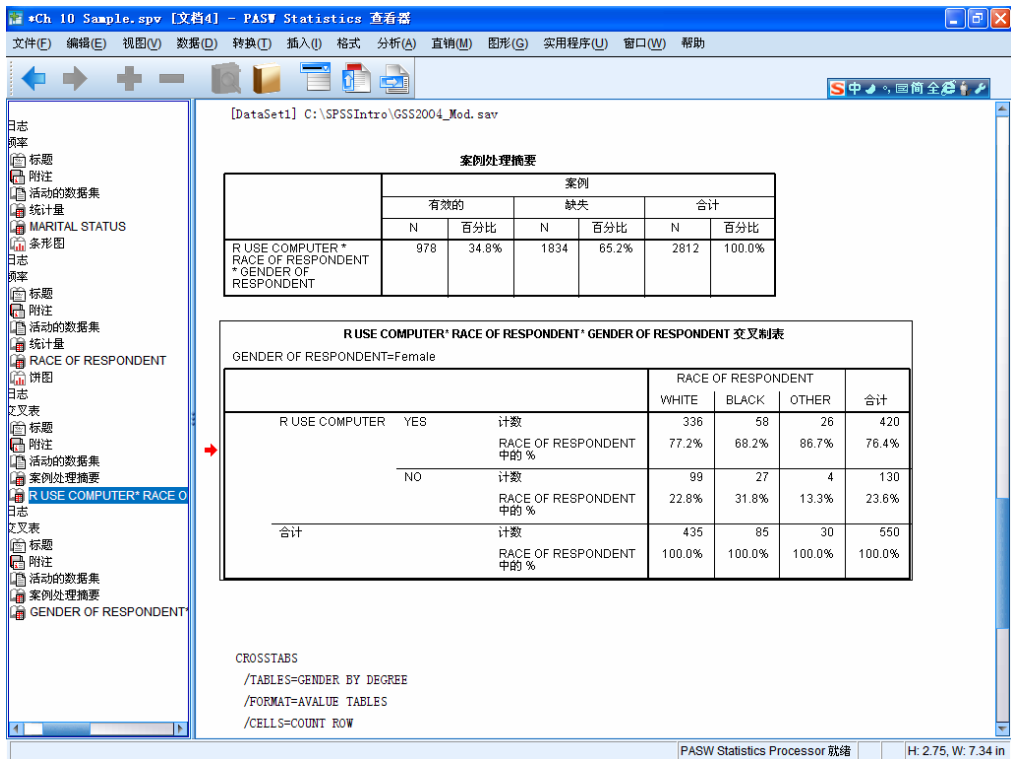 *Ch 10 Sample.spv [文档4] - PASW Statistics 查看器
文件(F) 编辑(E) 视图(V) 数据(D) 转换(T) 插入(I) 格式 分析(A) 直销(M) 图形(G) 实用程序(U) 窗口(W) 帮助
S中 简全
日志
频率
标题
附注
活动的数据集
统计量
MARITAL STATUS
条形图
日志
频率
标题
附注
活动的数据集
统计量
RACE OF RESPONDENT
饼图
日志
交叉表
标题
附注
活动的数据集
案例处理摘要
R USE COMPUTER* RACE O
日志
交叉表
标题
附注
活动的数据集
案例处理摘要
GENDER OF RESPONDENT*
[DataSet1] C:\SPSSIntro\GSS2004_Mod.sav
案例处理摘要
案例
有效的 缺失 合计
N 百分比 N 百分比 N 百分比
R USE COMPUTER * 978 34.8% 1834 65.2% 2812 100.0%
RACE OF RESPONDENT
* GENDER OF
RESPONDENT
R USE COMPUTER* RACE OF RESPONDENT* GENDER OF RESPONDENT 交叉制表
GENDER OF RESPONDENT=Female
RACE OF RESPONDENT
WHITE BLACK OTHER 合计
R USE COMPUTER YES 计数 336 58 26 420
RACE OF RESPONDENT 77.2% 68.2% 86.7% 76.4%
中的 %
NO 计数 99 27 4 130
RACE OF RESPONDENT 22.8% 31.8% 13.3% 23.6%
中的 %
合计 计数 435 85 30 550
RACE OF RESPONDENT 100.0% 100.0% 100.0% 100.0%
中的 %
CROSSTABS
/TABLES=GENDER BY DEGREE
/FORMAT=AVALUE TABLES
/CELLS=COUNT ROW
PASW Statistics Processor 就绪 H: 2.75, W: 7.34 in